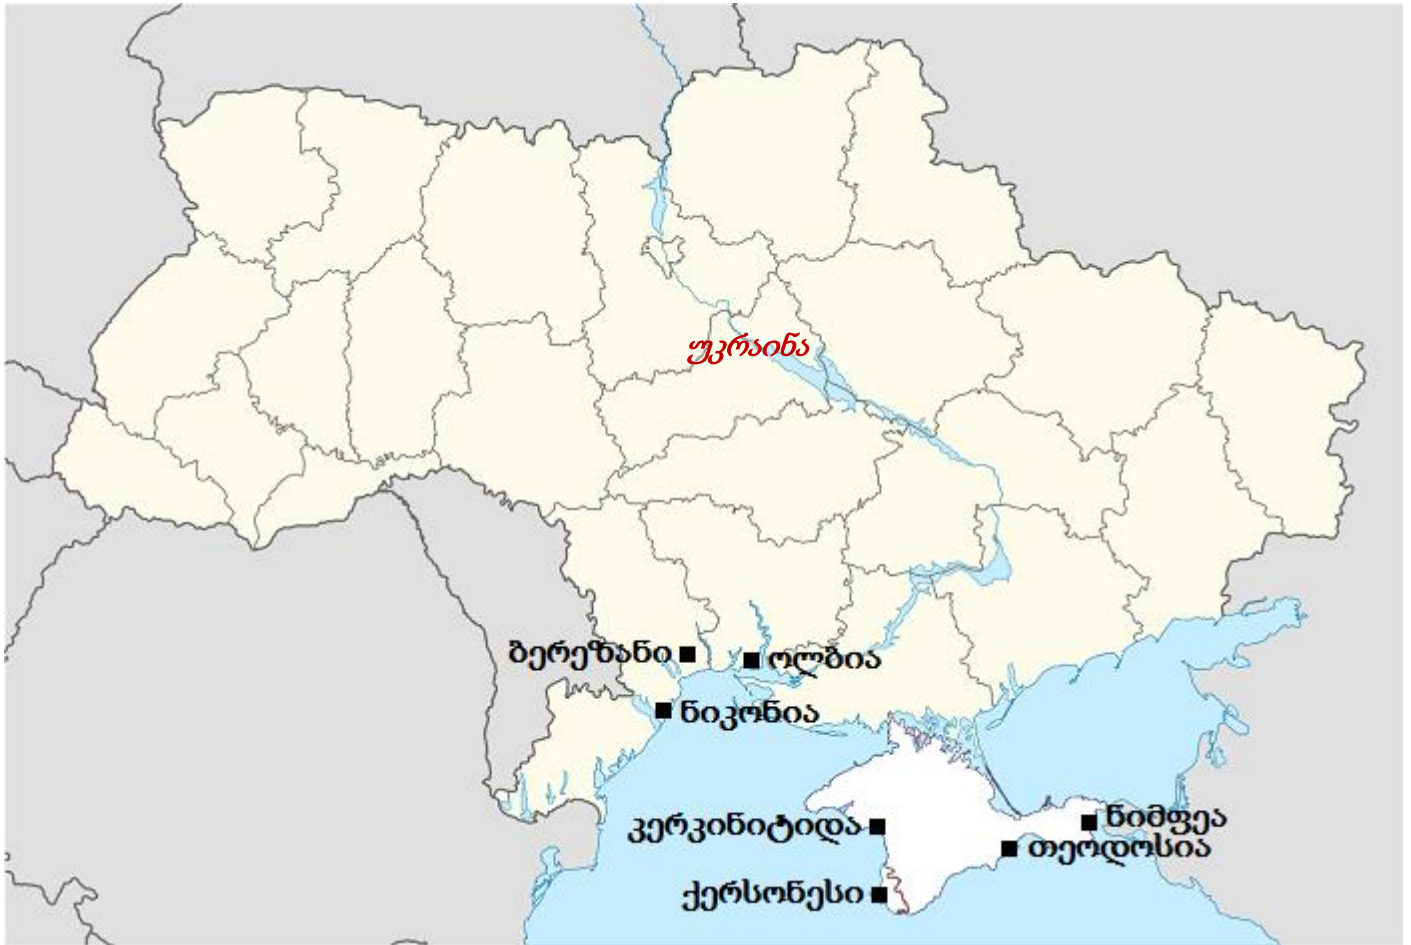 უკრაინა
ბერეზანი
ოლბია
ნიკონია
კერკინიტიდა
ნიმფეა
თეოდოსია
ქერსონესი